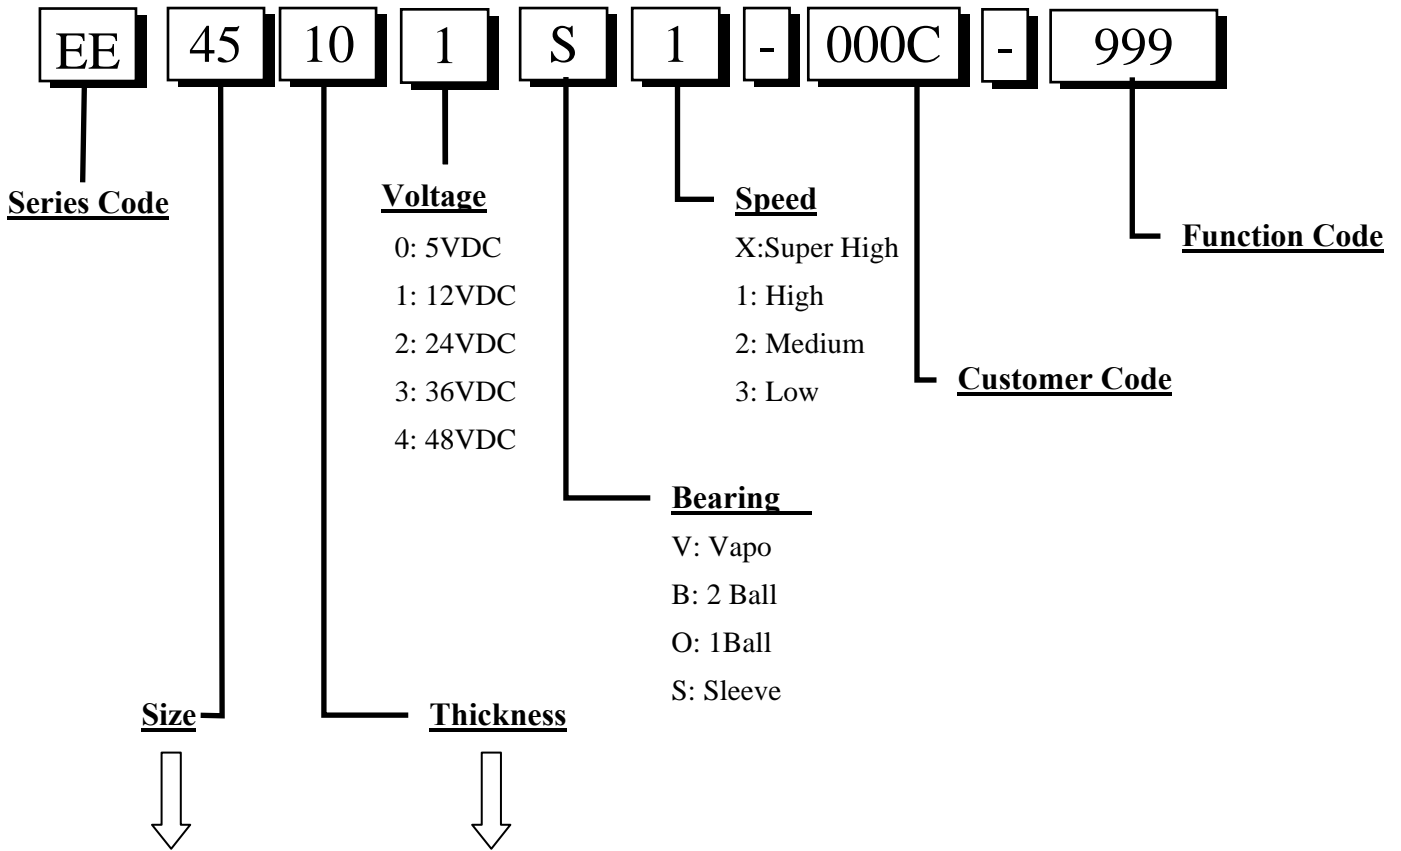 EE 45 10 1 S 1 - 000C - 999
Series Code
Voltage
0: 5VDC
1: 12VDC
2: 24VDC
3: 36VDC
4: 48VDC
Speed
X:Super High
1: High
2: Medium
3: Low
Function Code
Customer Code
Bearing
V: Vapo
B: 2 Ball
O: 1Ball
S: Sleeve
Size
Thickness